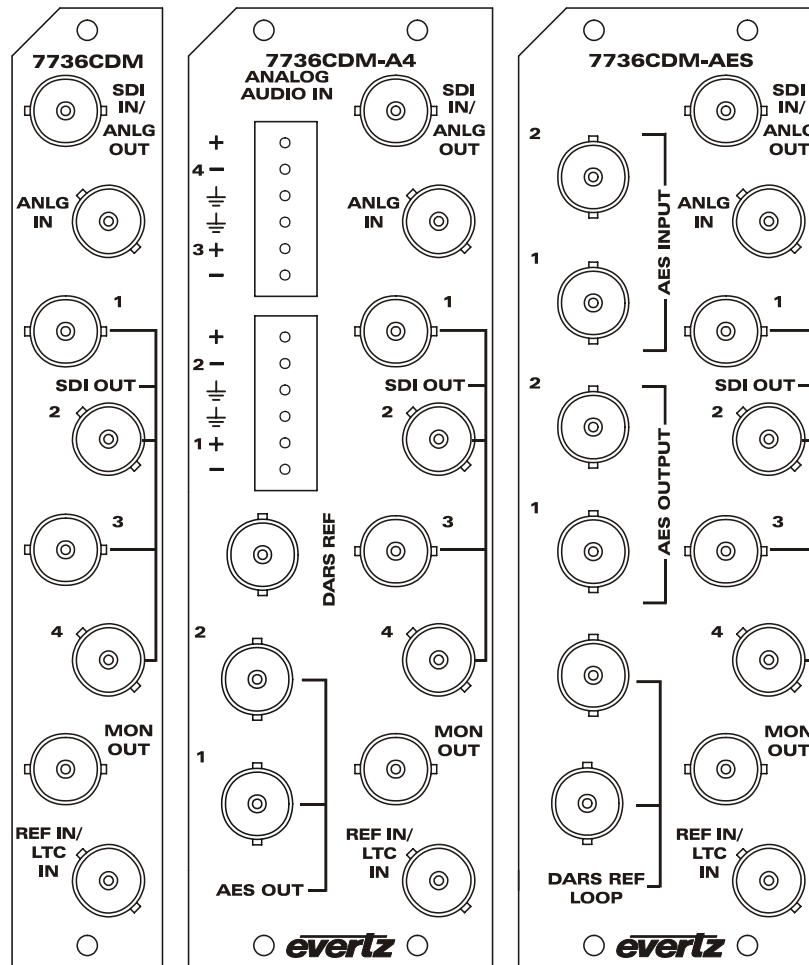 7736CDM
SDI
IN/
ANLG
OUT
ANLG
IN
1
SDI OUT
2
3
4
MON
OUT
REF IN/
LTC
IN
7736CDM-A4
ANALOG
AUDIO IN
+
4 −
3 +
−
+
2 −
1 +
−
DARS REF
2
1
AES OUT
SDI
IN/
ANLG
OUT
ANLG
IN
1
SDI OUT
2
3
4
MON
OUT
REF IN/
LTC
IN
evertz
7736CDM-AES
2
1
AES INPUT
2
1
AES OUTPUT
DARS REF
LOOP
SDI
IN/
ANLG
OUT
ANLG
IN
1
SDI OUT
2
3
4
MON
OUT
REF IN/
LTC
IN
evertz